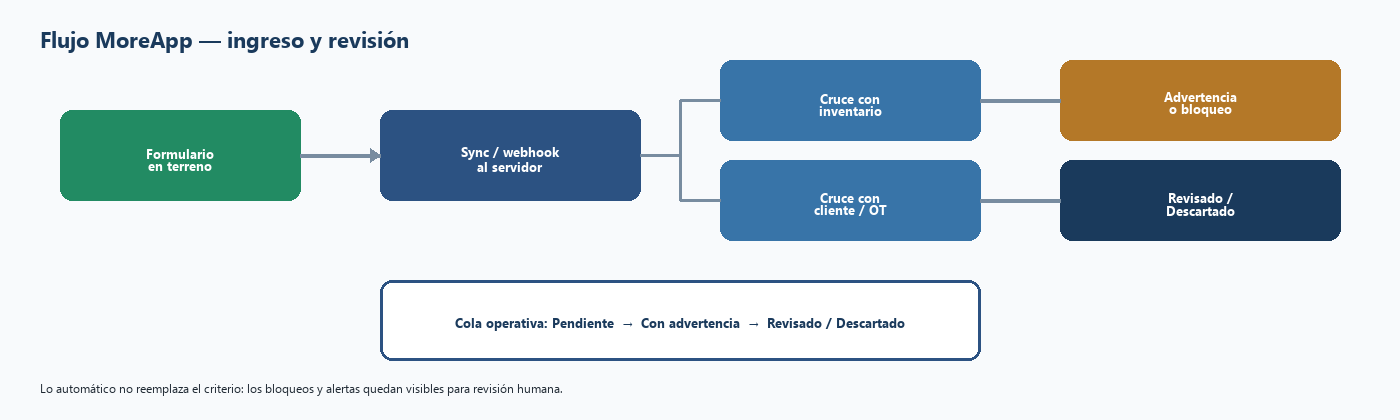 Flujo MoreApp — ingreso y revisión
Formulario
en terreno
Sync / webhook
al servidor
Cruce con
inventario
Advertencia
o bloqueo
Cruce con
cliente / OT
Revisado /
Descartado
Cola operativa: Pendiente → Con advertencia → Revisado / Descartado
Lo automático no reemplaza el criterio: los bloqueos y alertas quedan visibles para revisión humana.